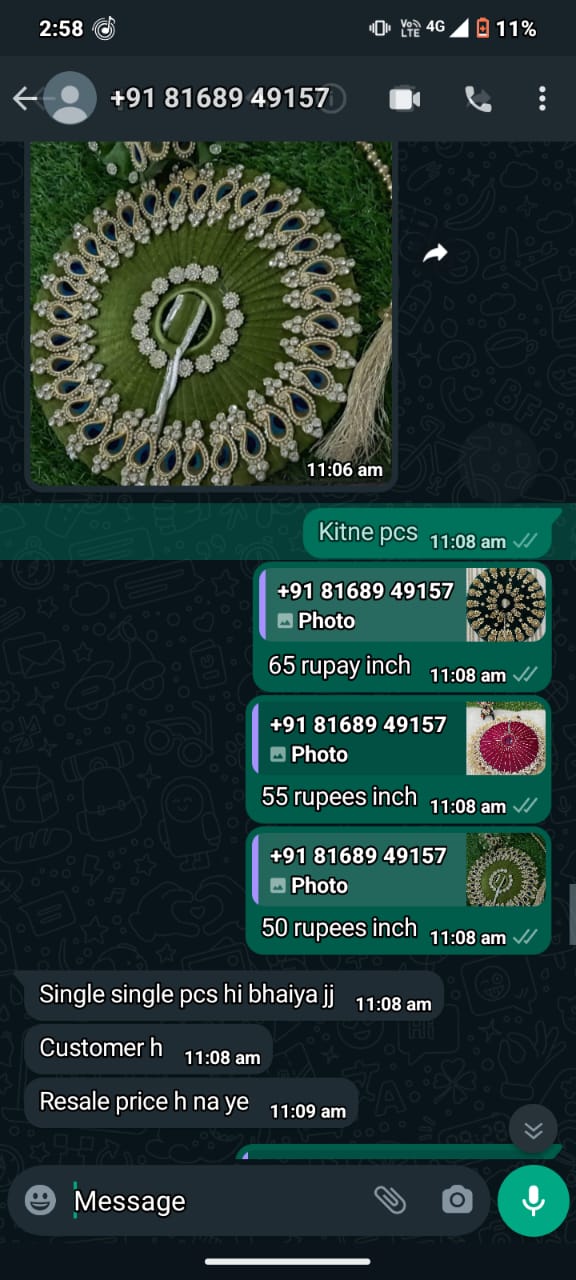 2:58
Vo)) LTE 4G 11%
+91 81689 49157
11:06 am
Kitne pcs 11:08 am
+91 81689 49157
Photo
65 rupay inch 11:08 am
+91 81689 49157
Photo
55 rupees inch 11:08 am
+91 81689 49157
Photo
50 rupees inch 11:08 am
Single single pcs hi bhaiya jj 11:08 am
Customer h 11:08 am
Resale price h na ye 11:09 am
Message